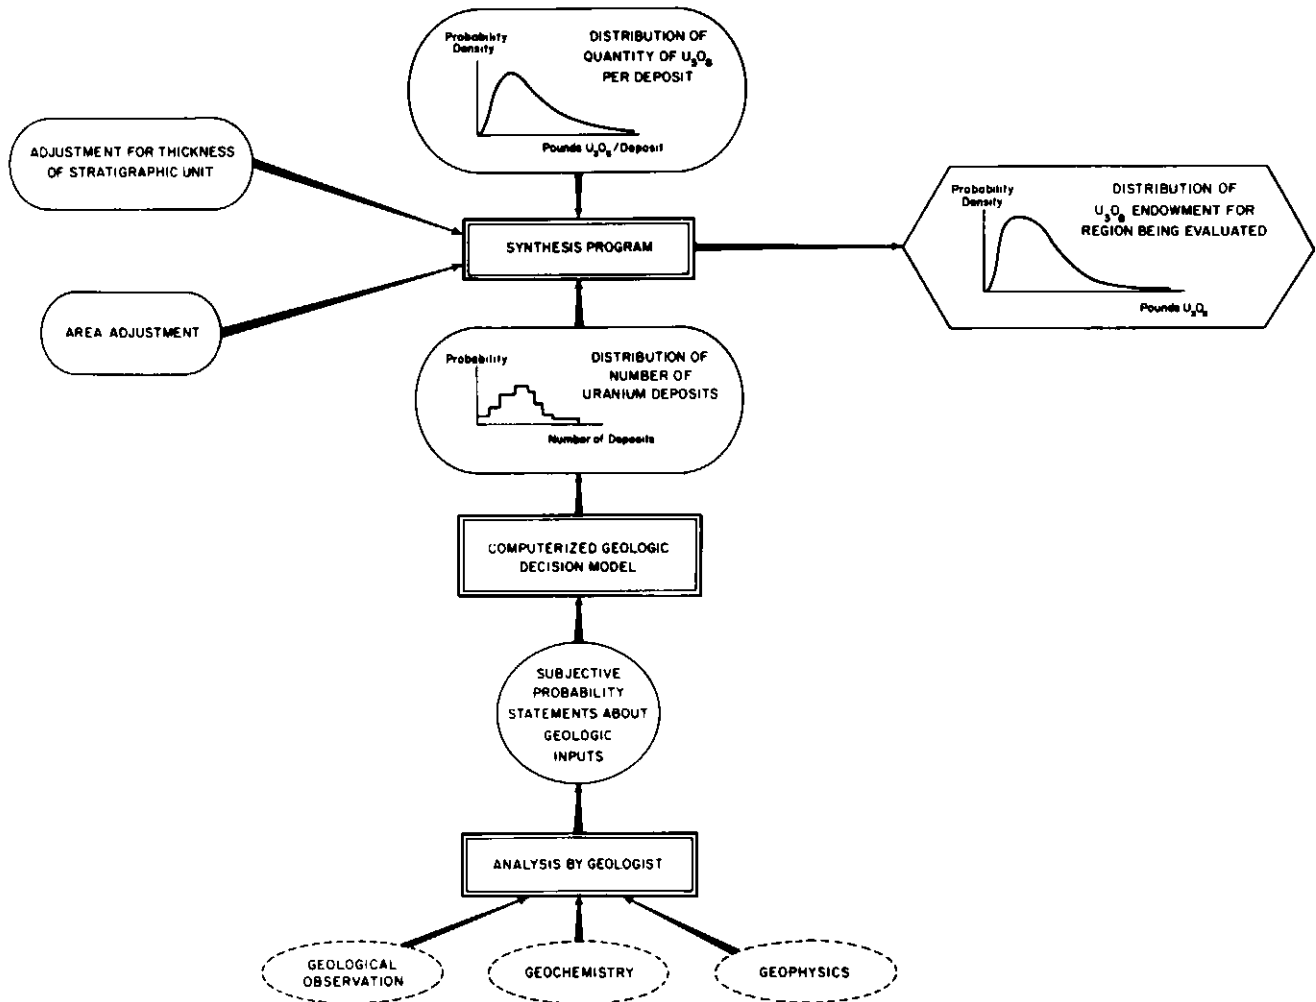 Probability
Density
DISTRIBUTION OF
QUANTITY OF U₃O₈
PER DEPOSIT
Pounds U₃O₈/Deposit
ADJUSTMENT FOR THICKNESS
OF STRATIGRAPHIC UNIT
SYNTHESIS PROGRAM
Probability
Density
DISTRIBUTION OF
U₃O₈ ENDOWMENT FOR
REGION BEING EVALUATED
Pounds U₃O₈
AREA ADJUSTMENT
Probability
DISTRIBUTION OF
NUMBER OF
URANIUM DEPOSITS
Number of Deposits
COMPUTERIZED GEOLOGIC
DECISION MODEL
SUBJECTIVE
PROBABILITY
STATEMENTS ABOUT
GEOLOGIC
INPUTS
ANALYSIS BY GEOLOGIST
GEOLOGICAL
OBSERVATION
GEOCHEMISTRY
GEOPHYSICS